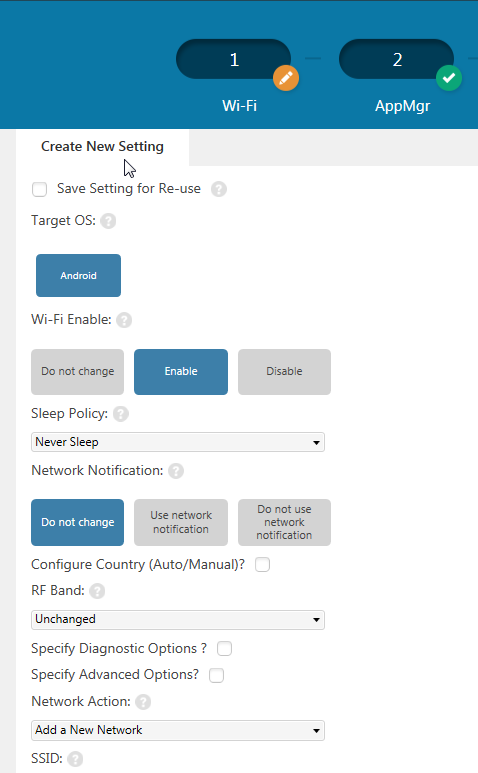 1
2
Wi-Fi
AppMgr
Create New Setting
Save Setting for Re-use ?
Target OS: ?
Android
Wi-Fi Enable: ?
Do not change
Enable
Disable
Sleep Policy: ?
Never Sleep
Network Notification: ?
Do not change
Use network
notification
Do not use
network
notification
Configure Country (Auto/Manual)?
RF Band: ?
Unchanged
Specify Diagnostic Options ?
Specify Advanced Options?
Network Action: ?
Add a New Network
SSID: ?